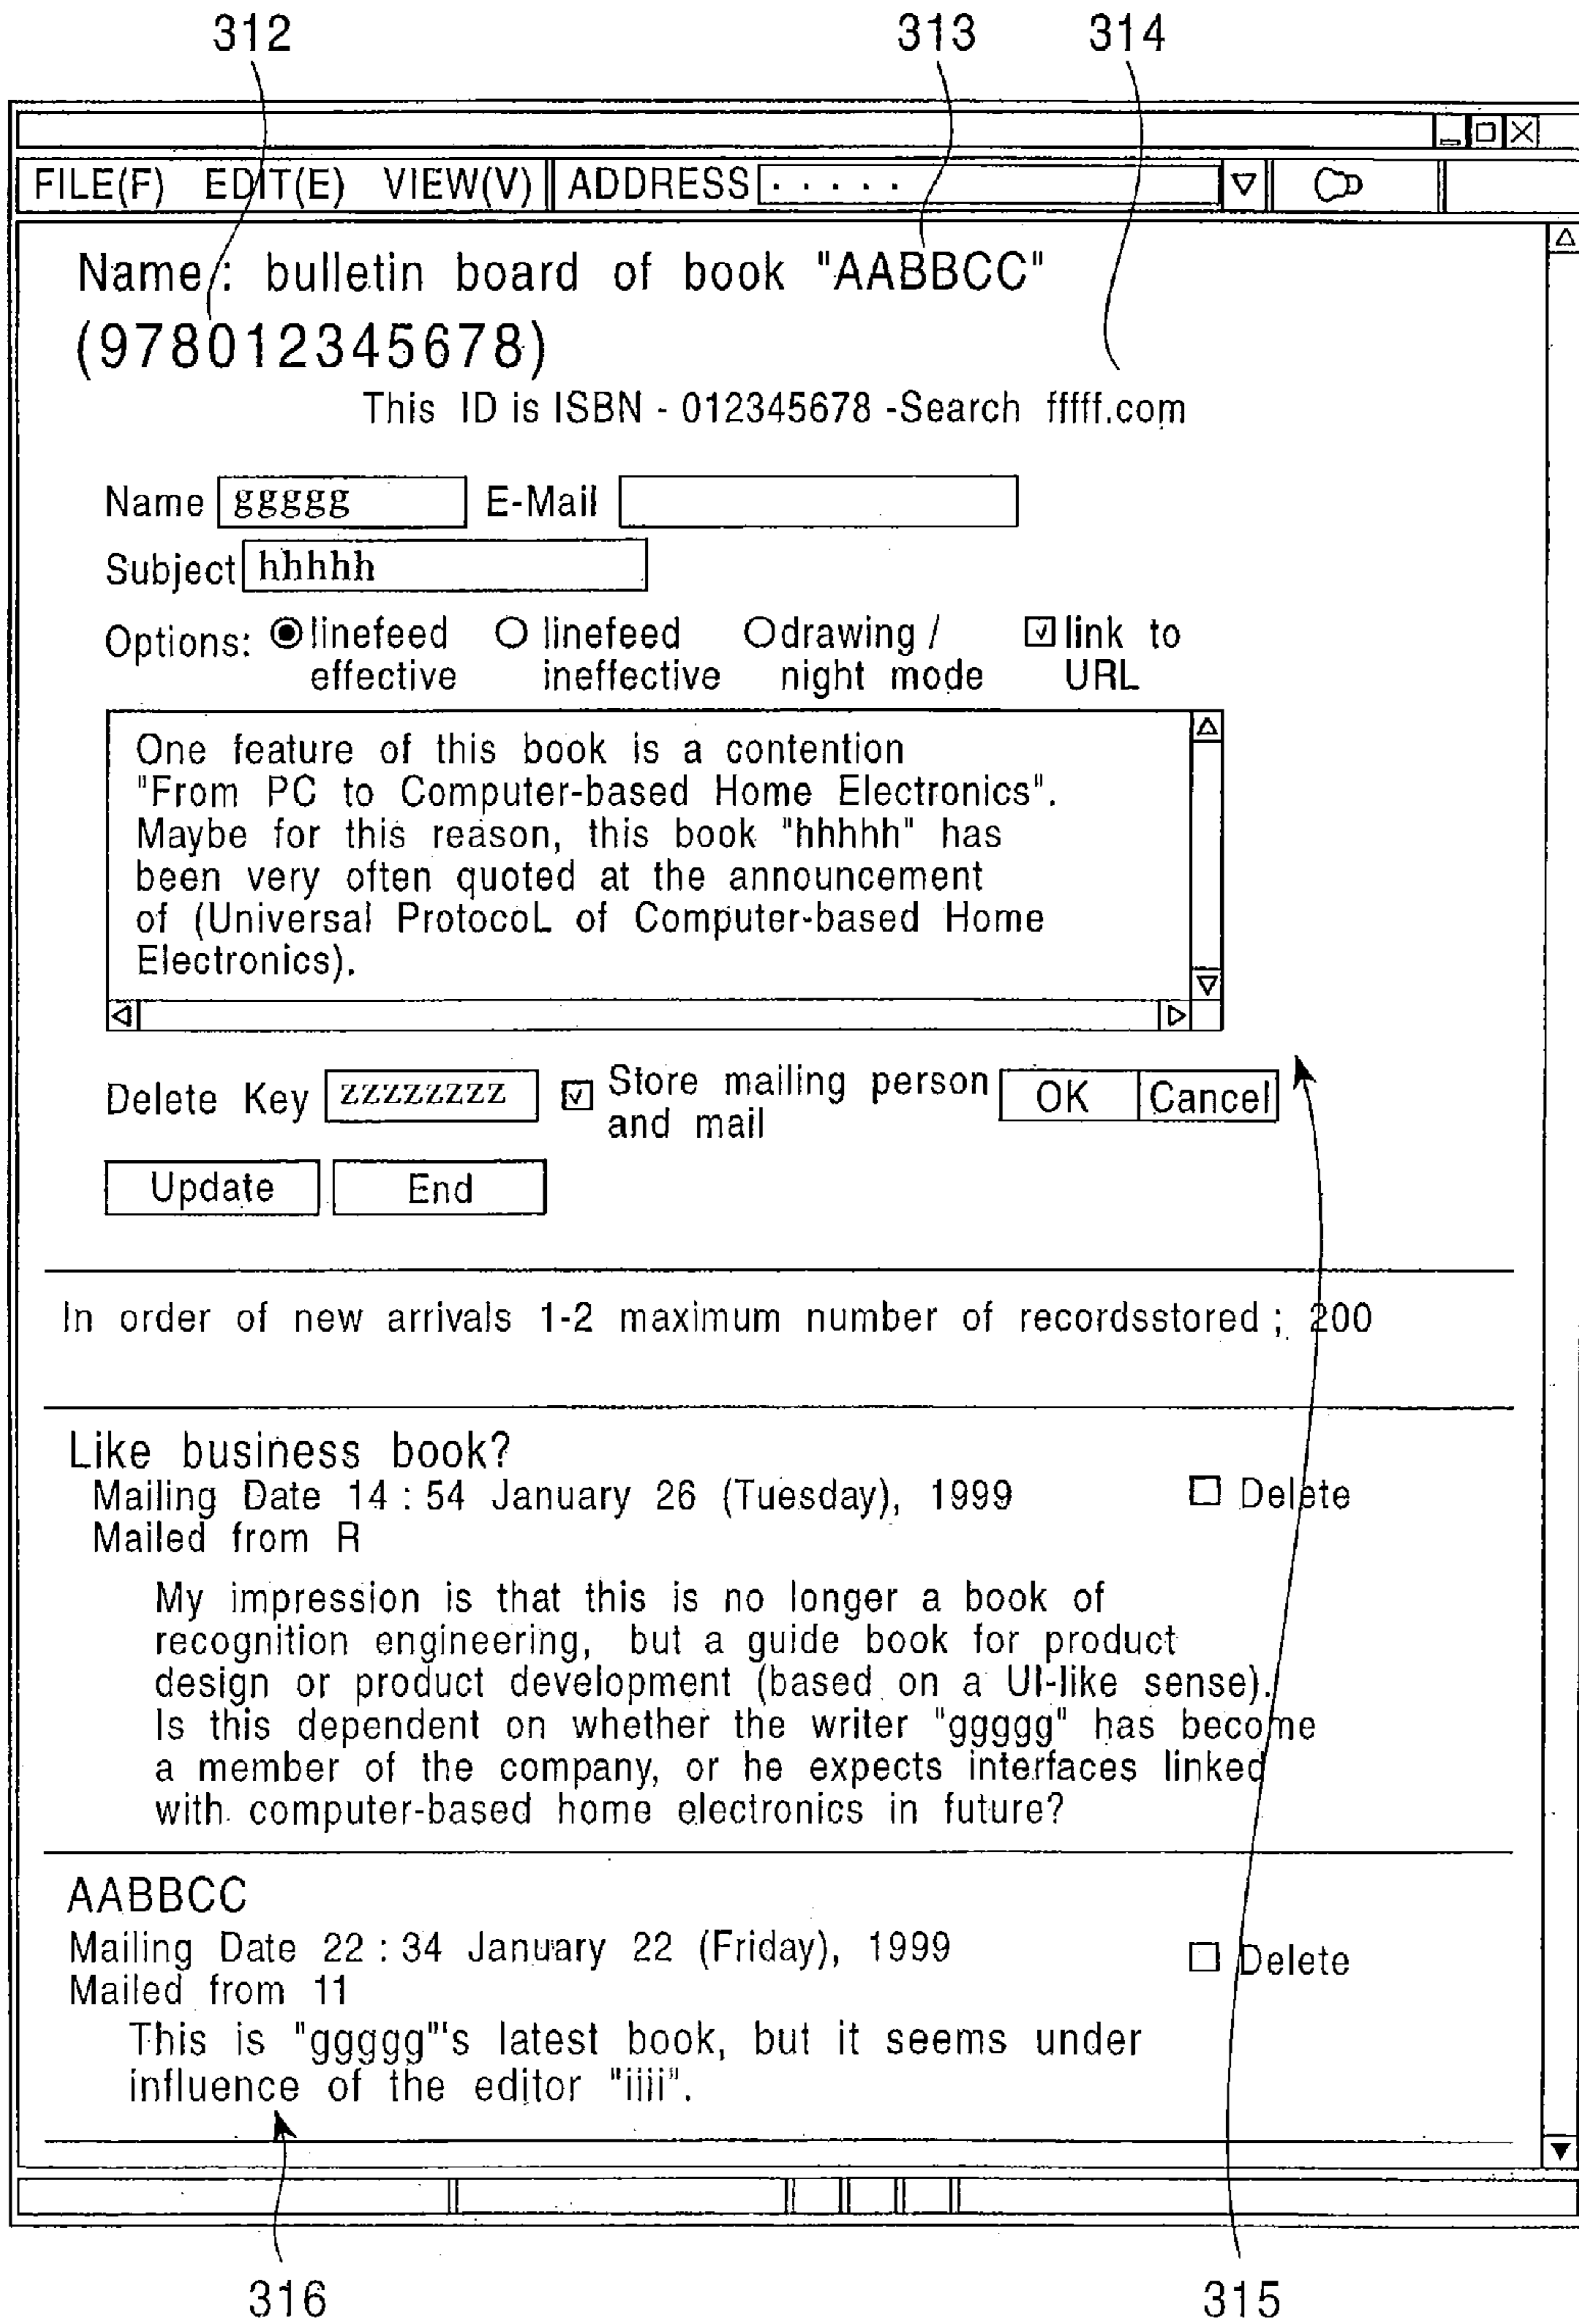 312 313 314
FILE(F) EDIT(E) VIEW(V) ADDRESS .....
Name : bulletin board of book "AABBCC"
(978012345678)
This ID is ISBN - 012345678 -Search fffff.com
Name ggggg E-Mail
Subject hhhhh
Options: linefeed effective linefeed ineffective drawing / night mode link to URL
One feature of this book is a contention
"From PC to Computer-based Home Electronics".
Maybe for this reason, this book "hhhhh" has
been very often quoted at the announcement
of (Universal ProtocoL of Computer-based Home
Electronics).
Delete Key zzzzzzzz Store mailing person and mail OK Cancel
Update End
In order of new arrivals 1-2 maximum number of recordsstored ; 200
Like business book?
Mailing Date 14 : 54 January 26 (Tuesday), 1999 Delete
Mailed from R
My impression is that this is no longer a book of
recognition engineering, but a guide book for product
design or product development (based on a UI-like sense).
Is this dependent on whether the writer "ggggg" has become
a member of the company, or he expects interfaces linked
with computer-based home electronics in future?
AABBCC
Mailing Date 22 : 34 January 22 (Friday), 1999 Delete
Mailed from 11
This is "ggggg"'s latest book, but it seems under
influence of the editor "iiii".
316 315